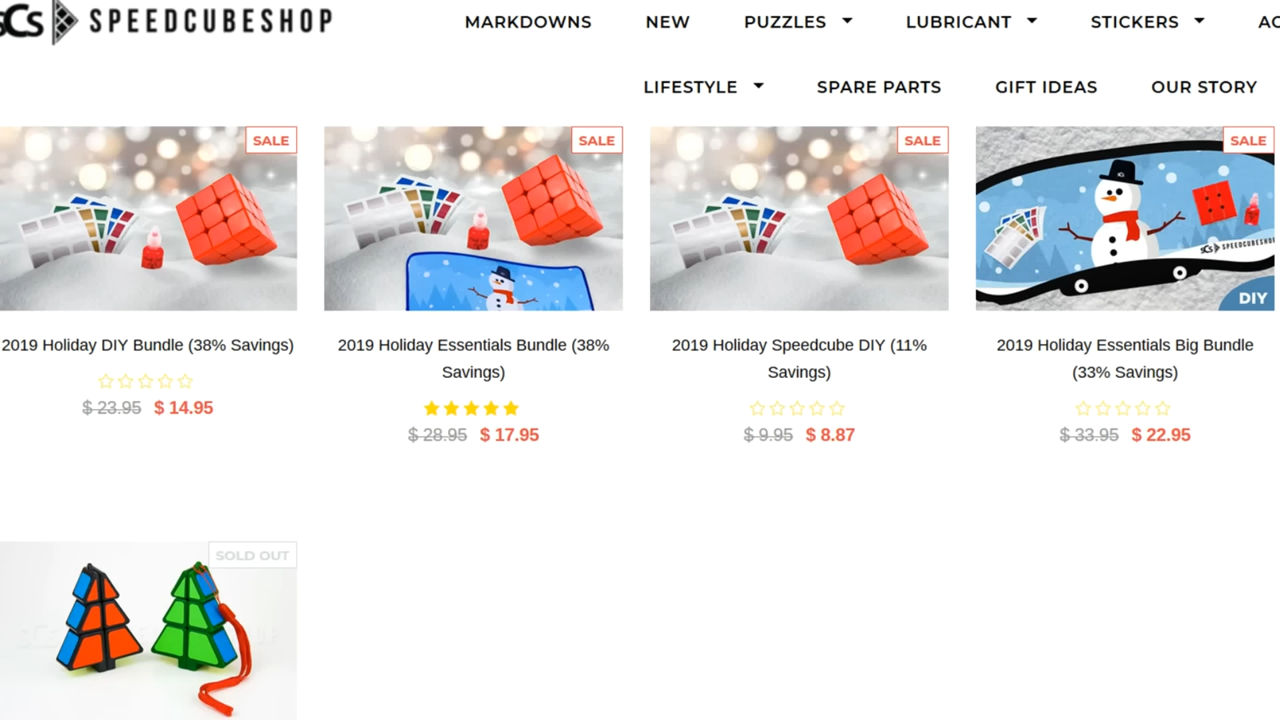 sCs SPEEDCUBESHOP
MARKDOWNS NEW PUZZLES LUBRICANT STICKERS
LIFESTYLE SPARE PARTS GIFT IDEAS OUR STORY
SALE SALE SALE SALE
SPEEDCUBESHOP
DIY
2019 Holiday DIY Bundle (38% Savings)
$ 23.95 $ 14.95
2019 Holiday Essentials Bundle (38%
Savings)
$ 28.95 $ 17.95
2019 Holiday Speedcube DIY (11%
Savings)
$ 9.95 $ 8.87
2019 Holiday Essentials Big Bundle
(33% Savings)
$ 33.95 $ 22.95
SOLD OUT